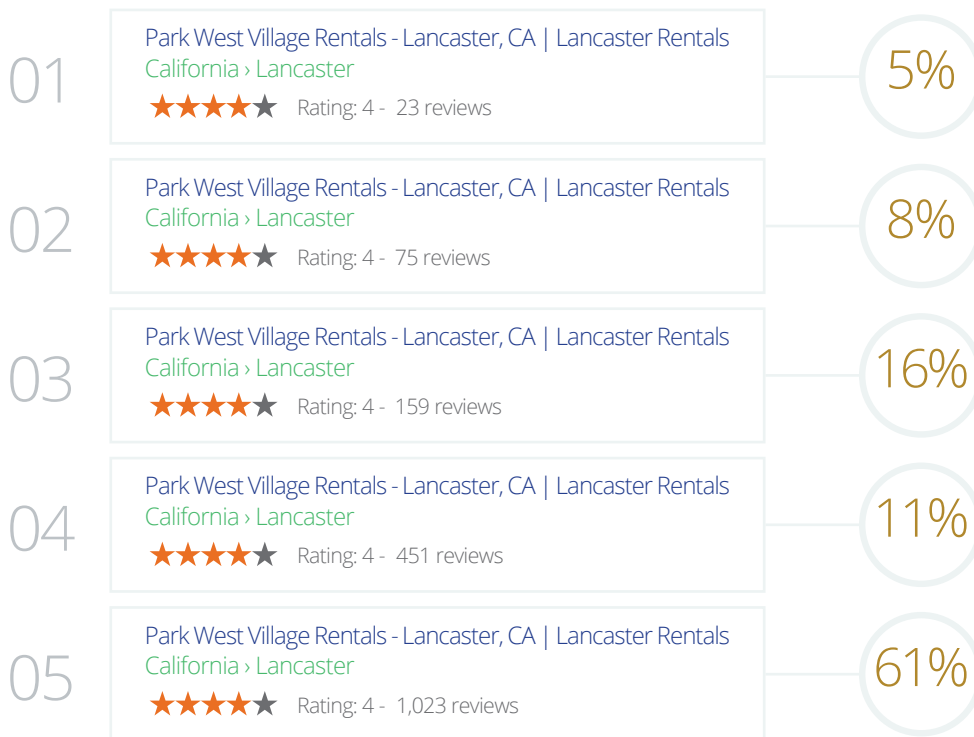 01
Park West Village Rentals - Lancaster, CA | Lancaster Rentals
California › Lancaster
Rating: 4 - 23 reviews
5%
02
Park West Village Rentals - Lancaster, CA | Lancaster Rentals
California › Lancaster
Rating: 4 - 75 reviews
8%
03
Park West Village Rentals - Lancaster, CA | Lancaster Rentals
California › Lancaster
Rating: 4 - 159 reviews
16%
04
Park West Village Rentals - Lancaster, CA | Lancaster Rentals
California › Lancaster
Rating: 4 - 451 reviews
11%
05
Park West Village Rentals - Lancaster, CA | Lancaster Rentals
California › Lancaster
Rating: 4 - 1,023 reviews
61%